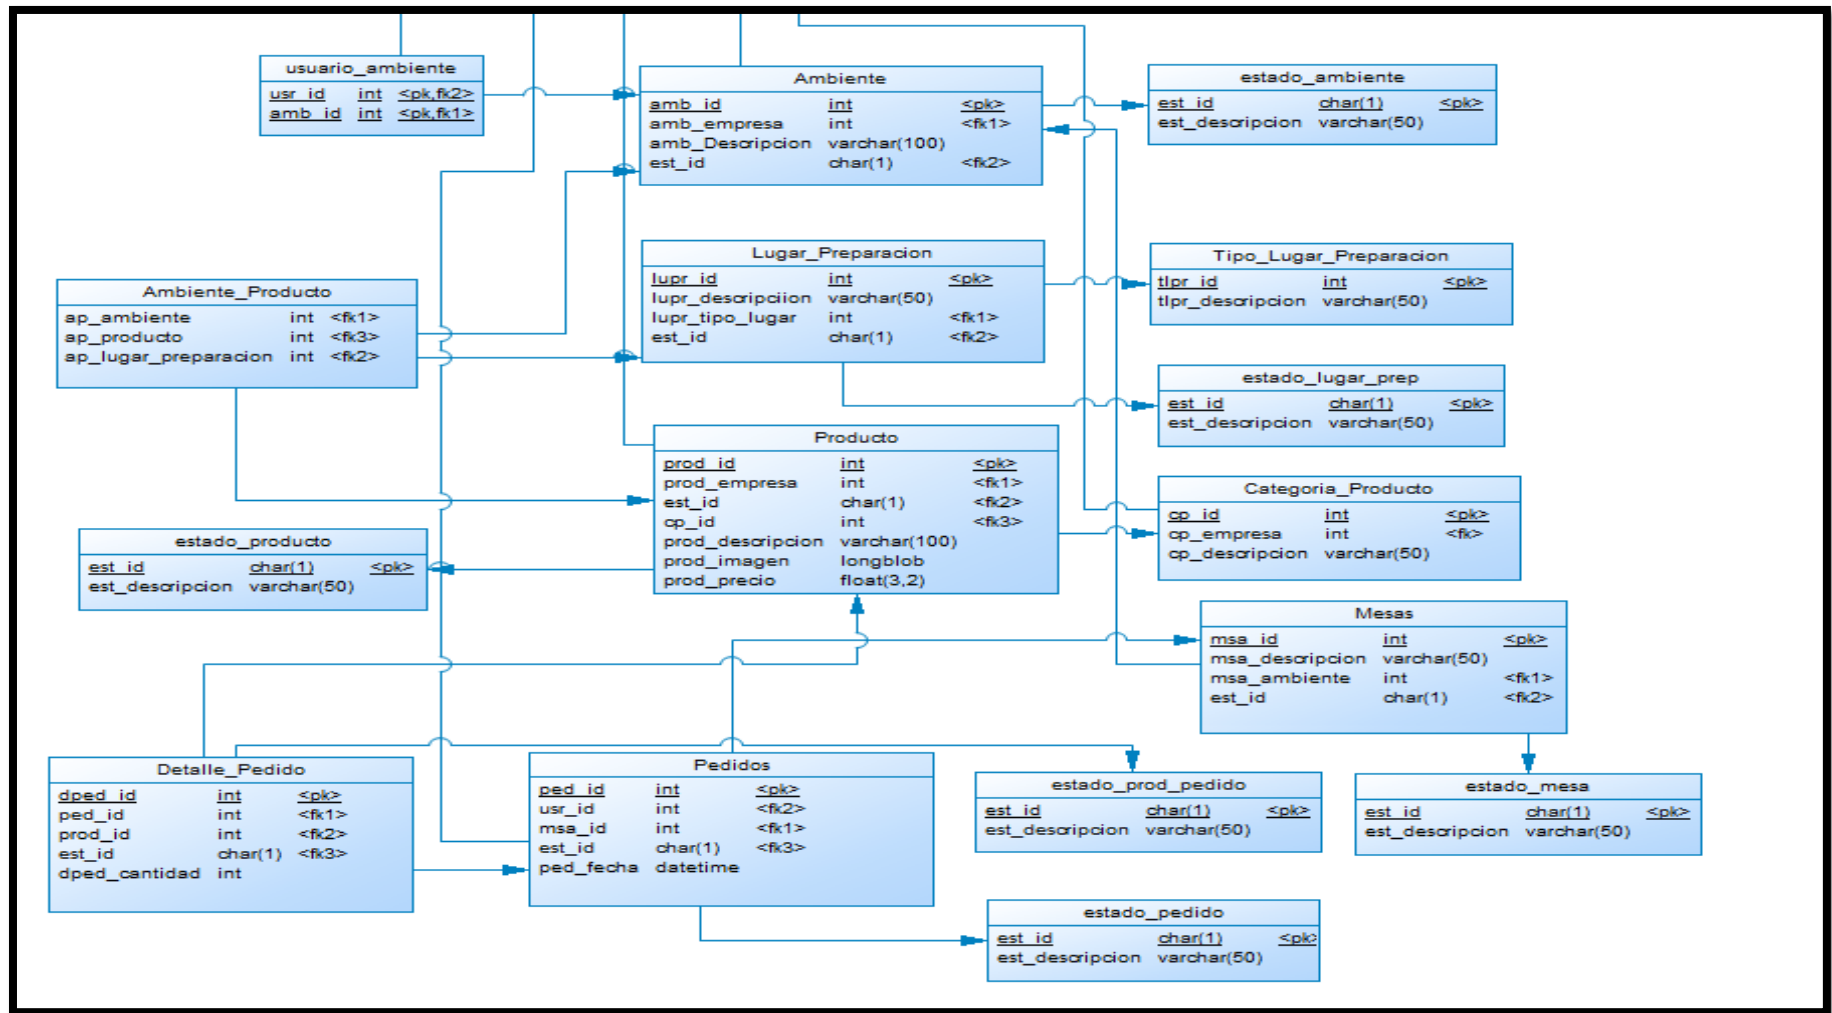 usuario_ambiente
usr_id int <pk,fk2>
amb_id int <pk,fk1>
Ambiente
amb_id int <pk>
amb_empresa int <fk1>
amb_Descripcion varchar(100)
est_id char(1) <fk2>
estado_ambiente
est_id char(1) <pk>
est_descripcion varchar(50)
Lugar_Preparacion
lupr_id int <pk>
lupr_descripciion varchar(50)
lupr_tipo_lugar int <fk1>
est_id char(1) <fk2>
Tipo_Lugar_Preparacion
tlpr_id int <pk>
tlpr_descripcion varchar(50)
Ambiente_Producto
ap_ambiente int <fk1>
ap_producto int <fk3>
ap_lugar_preparacion int <fk2>
estado_lugar_prep
est_id char(1) <pk>
est_descripcion varchar(50)
Producto
prod_id int <pk>
prod_empresa int <fk1>
est_id char(1) <fk2>
cp_id int <fk3>
prod_descripcion varchar(100)
prod_imagen longblob
prod_precio float(3,2)
Categoria_Producto
cp_id int <pk>
cp_empresa int <fk>
cp_descripcion varchar(50)
estado_producto
est_id char(1) <pk>
est_descripcion varchar(50)
Mesas
msa_id int <pk>
msa_descripcion varchar(50)
msa_ambiente int <fk1>
est_id char(1) <fk2>
Detalle_Pedido
dped_id int <pk>
ped_id int <fk1>
prod_id int <fk2>
est_id char(1) <fk3>
dped_cantidad int
Pedidos
ped_id int <pk>
usr_id int <fk2>
msa_id int <fk1>
est_id char(1) <fk3>
ped_fecha datetime
estado_prod_pedido
est_id char(1) <pk>
est_descripcion varchar(50)
estado_mesa
est_id char(1) <pk>
est_descripcion varchar(50)
estado_pedido
est_id char(1) <pk>
est_descripcion varchar(50)